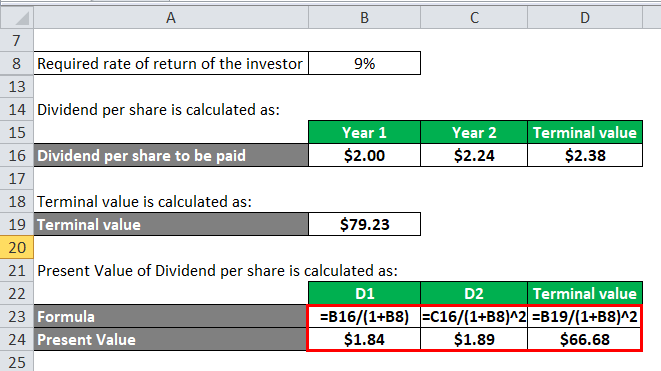 A B C D
7
8 Required rate of return of the investor 9%
13
14 Dividend per share is calculated as:
15 Year 1 Year 2 Terminal value
16 Dividend per share to be paid $2.00 $2.24 $2.38
17
18 Terminal value is calculated as:
19 Terminal value $79.23
20
21 Present Value of Dividend per share is calculated as:
22 D1 D2 Terminal value
23 Formula =B16/(1+B8) =C16/(1+B8)^2 =B19/(1+B8)^2
24 Present Value $1.84 $1.89 $66.68
25